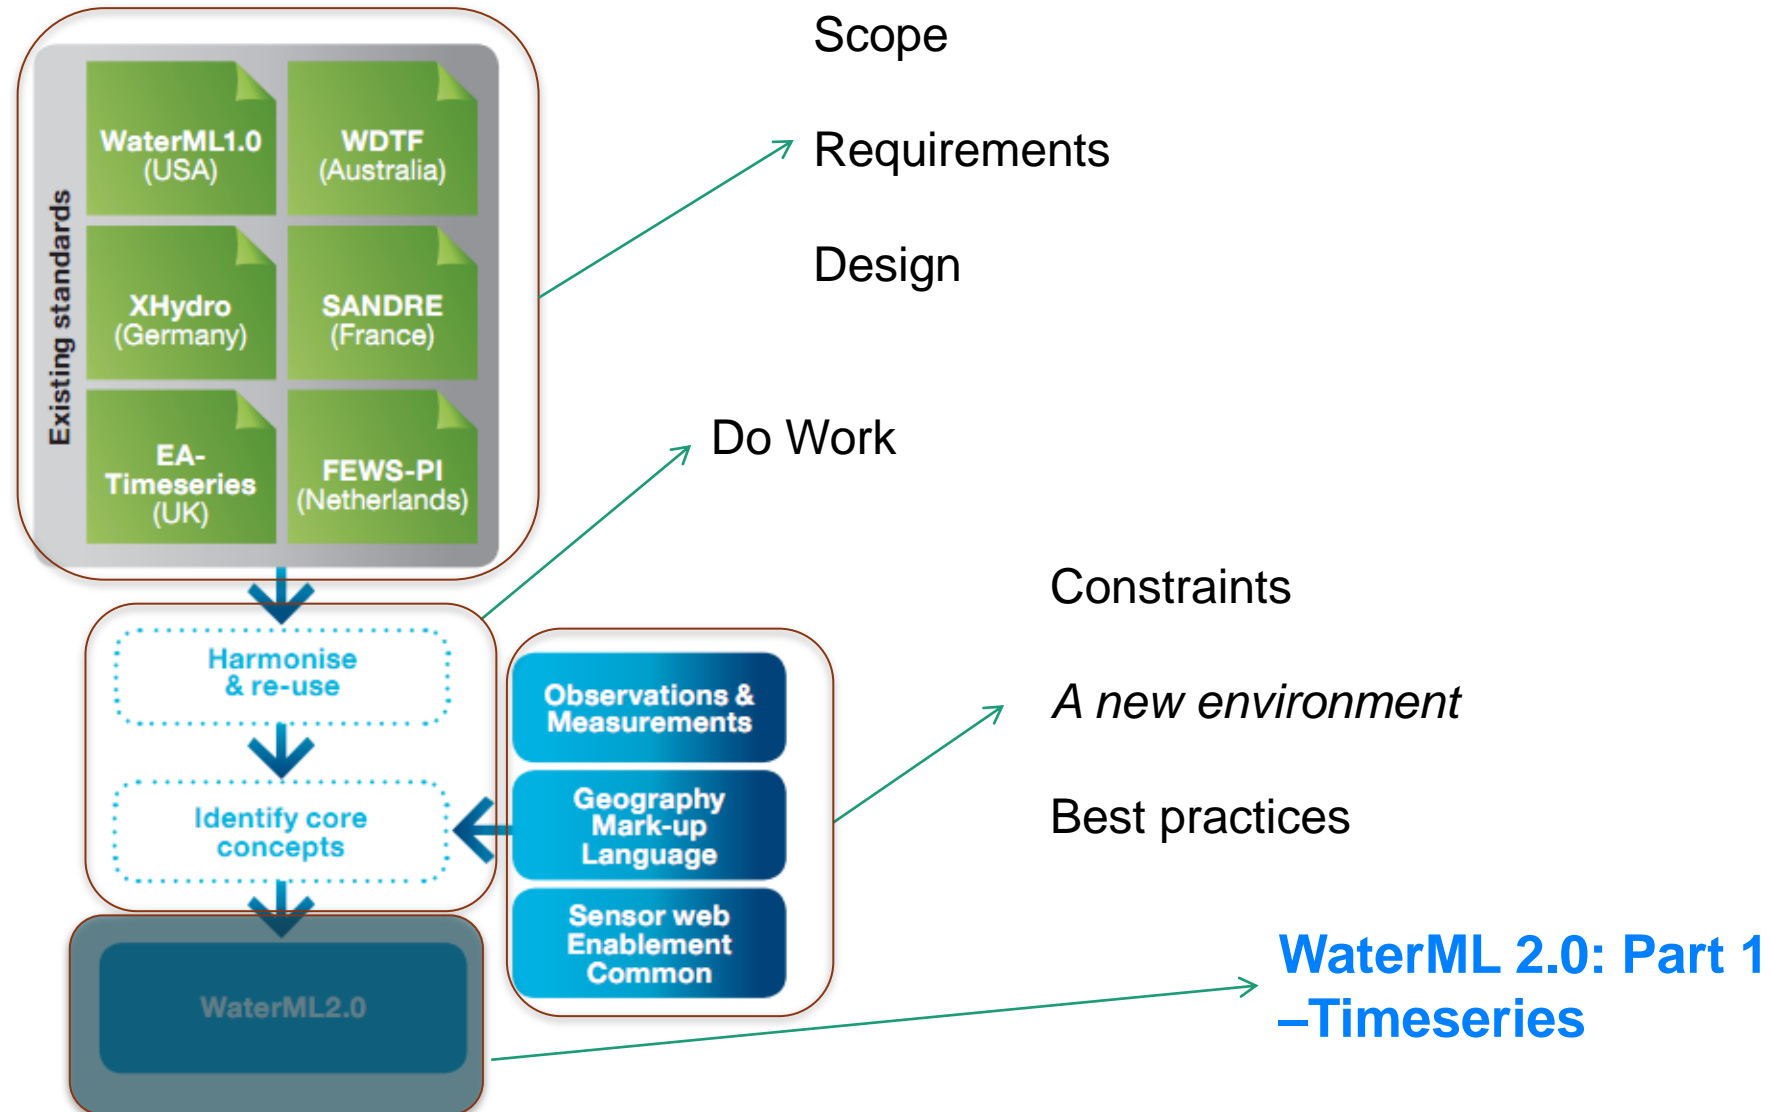 Existing standards
WaterML1.0
(USA)
WDTF
(Australia)
XHydro
(Germany)
SANDRE
(France)
EA-
Timeseries
(UK)
FEWS-PI
(Netherlands)
Scope
Requirements
Design
Do Work
Harmonise
& re-use
Identify core
concepts
Observations &
Measurements
Geography
Mark-up
Language
Sensor web
Enablement
Common
Constraints
A new environment
Best practices
WaterML2.0
WaterML 2.0: Part 1
–Timeseries